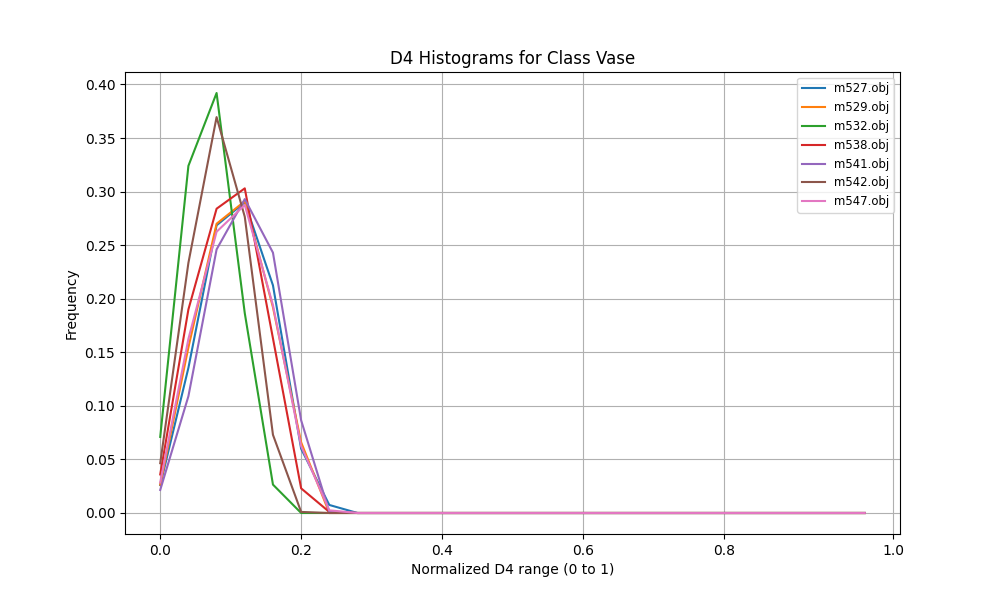 D4 Histograms for Class Vase
Frequency
0.40
0.35
0.30
0.25
0.20
0.15
0.10
0.05
0.00
m527.obj
m529.obj
m532.obj
m538.obj
m541.obj
m542.obj
m547.obj
0.0 0.2 0.4 0.6 0.8 1.0
Normalized D4 range (0 to 1)